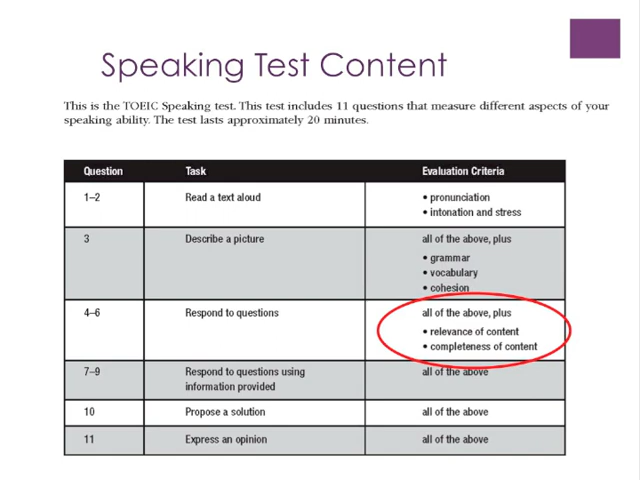 Speaking Test Content
This is the TOEIC Speaking test. This test includes 11 questions that measure different aspects of your
speaking ability. The test lasts approximately 20 minutes.
Question Task Evaluation Criteria
1–2 Read a text aloud • pronunciation
• intonation and stress
3 Describe a picture all of the above, plus
• grammar
• vocabulary
• cohesion
4–6 Respond to questions all of the above, plus
• relevance of content
• completeness of content
7–9 Respond to questions using all of the above
information provided
10 Propose a solution all of the above
11 Express an opinion all of the above